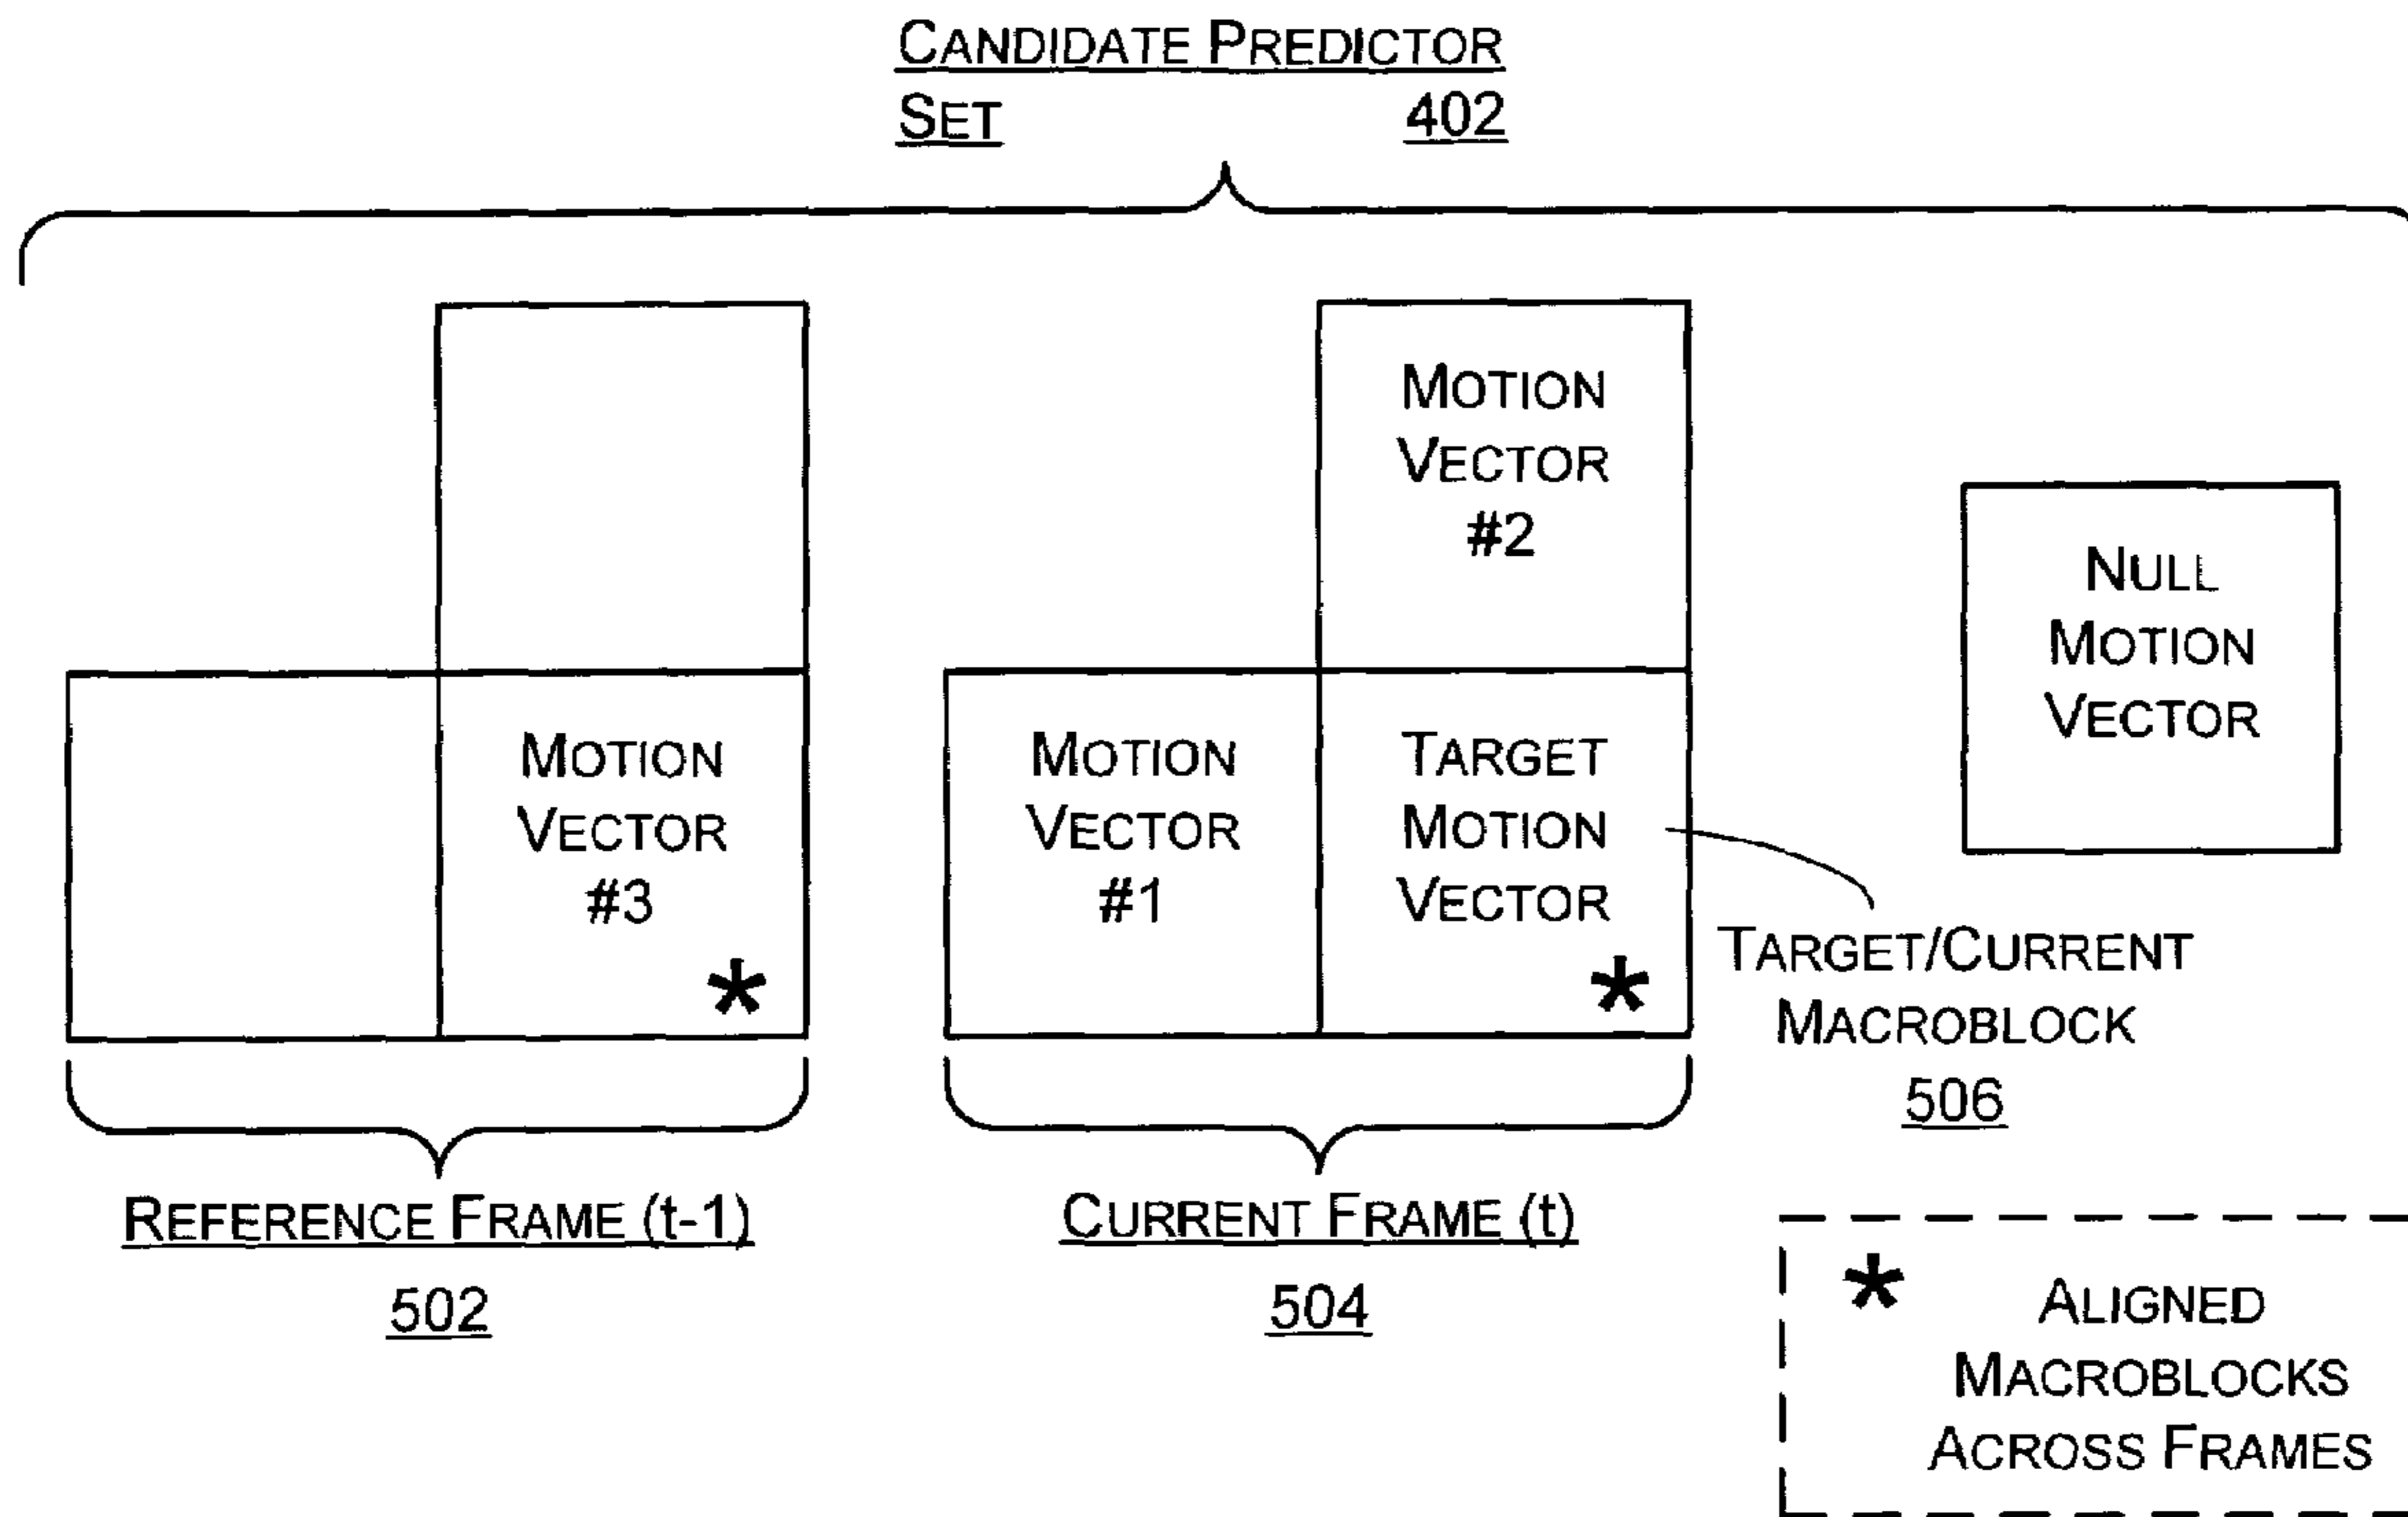 CANDIDATE PREDICTOR
SET 402
MOTION
VECTOR
#2
NULL
MOTION
VECTOR
MOTION
VECTOR
#3
*
MOTION
VECTOR
#1
TARGET
MOTION
VECTOR
*
TARGET/CURRENT
MACROBLOCK
506
REFERENCE FRAME (t-1)
502
CURRENT FRAME (t)
504
* ALIGNED
MACROBLOCKS
ACROSS FRAMES